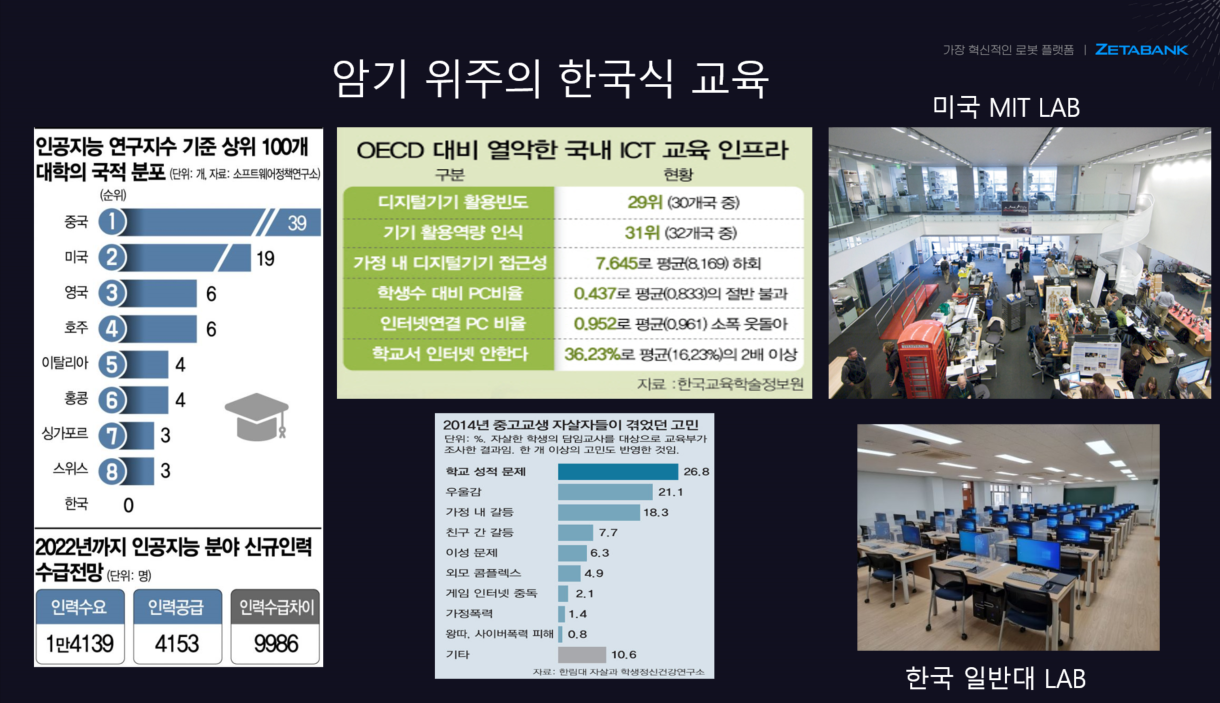 가장 혁신적인 로봇 플랫폼 | ZETABANK
암기 위주의 한국식 교육
인공지능 연구지수 기준 상위 100개
대학의 국적 분포 (단위: 개, 자료: 소프트웨어정책연구소)
(순위)
중국 1 39
미국 2 19
영국 3 6
호주 4 6
이탈리아 5 4
홍콩 6 4
싱가포르 7 3
스위스 8 3
한국 0
2022년까지 인공지능 분야 신규인력
수급전망 (단위: 명)
인력수요 인력공급 인력수급차이
1만4139 4153 9986
OECD 대비 열악한 국내 ICT 교육 인프라
구분 현황
디지털기기 활용빈도 29위 (30개국 중)
기기 활용역량 인식 31위 (32개국 중)
가정 내 디지털기기 접근성 7.645로 평균(8.169) 하회
학생수 대비 PC비율 0.437로 평균(0.833)의 절반 불과
인터넷연결 PC 비율 0.952로 평균(0.961) 소폭 웃돌아
학교서 인터넷 안한다 36.23%로 평균(16.23%)의 2배 이상
자료 : 한국교육학술정보원
2014년 중고교생 자살자들이 겪었던 고민
단위: %, 자살한 학생의 담임교사를 대상으로 교육부가
조사한 결과임. 한 개 이상의 고민도 반영한 것임.
학교 성적 문제 26.8
우울감 21.1
가정 내 갈등 18.3
친구 간 갈등 7.7
이성 문제 6.3
외모 콤플렉스 4.9
게임 인터넷 중독 2.1
가정폭력 1.4
왕따, 사이버폭력 피해 0.8
기타 10.6
자료: 한림대 자살과 학생정신건강연구소
미국 MIT LAB
한국 일반대 LAB